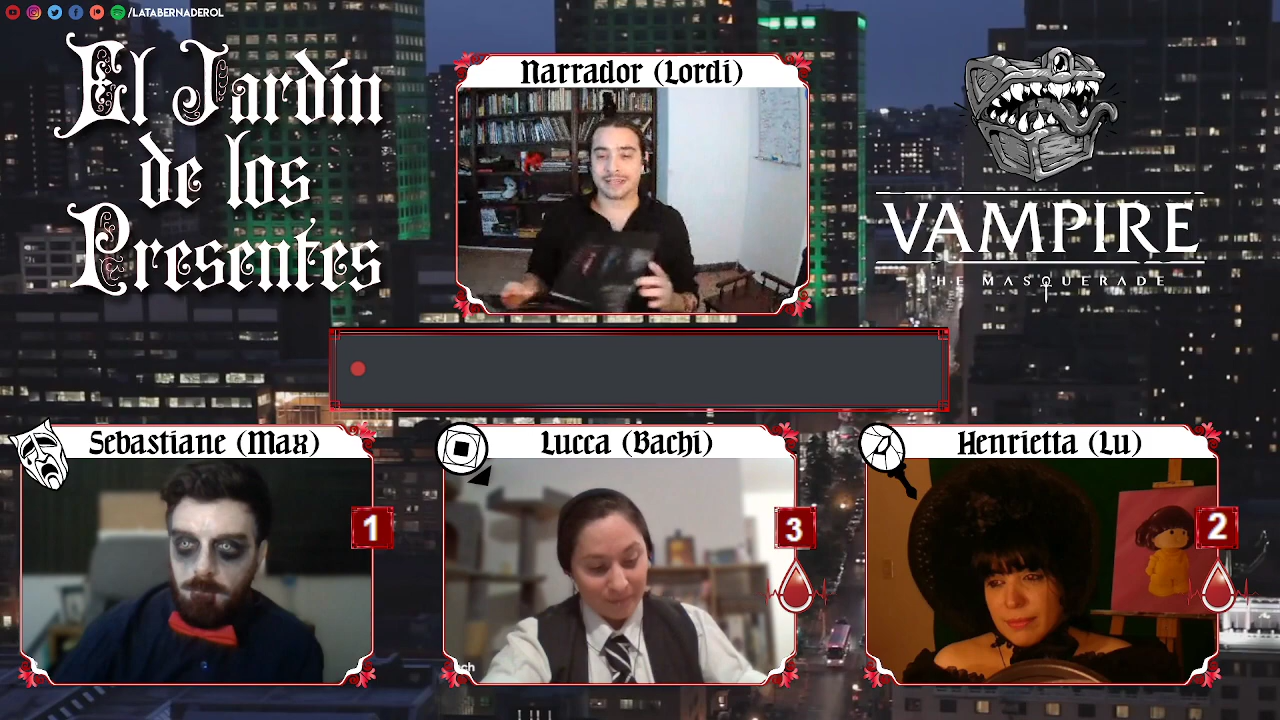 /LATABERNADEROL
El Jardín
de los
Presentes
Narrador (Lordi)
VAMPIRE
THE MASQUERADE
Sebastiane (Max)
1
Lucca (Bachi)
3
Henrietta (Lu)
2
ch